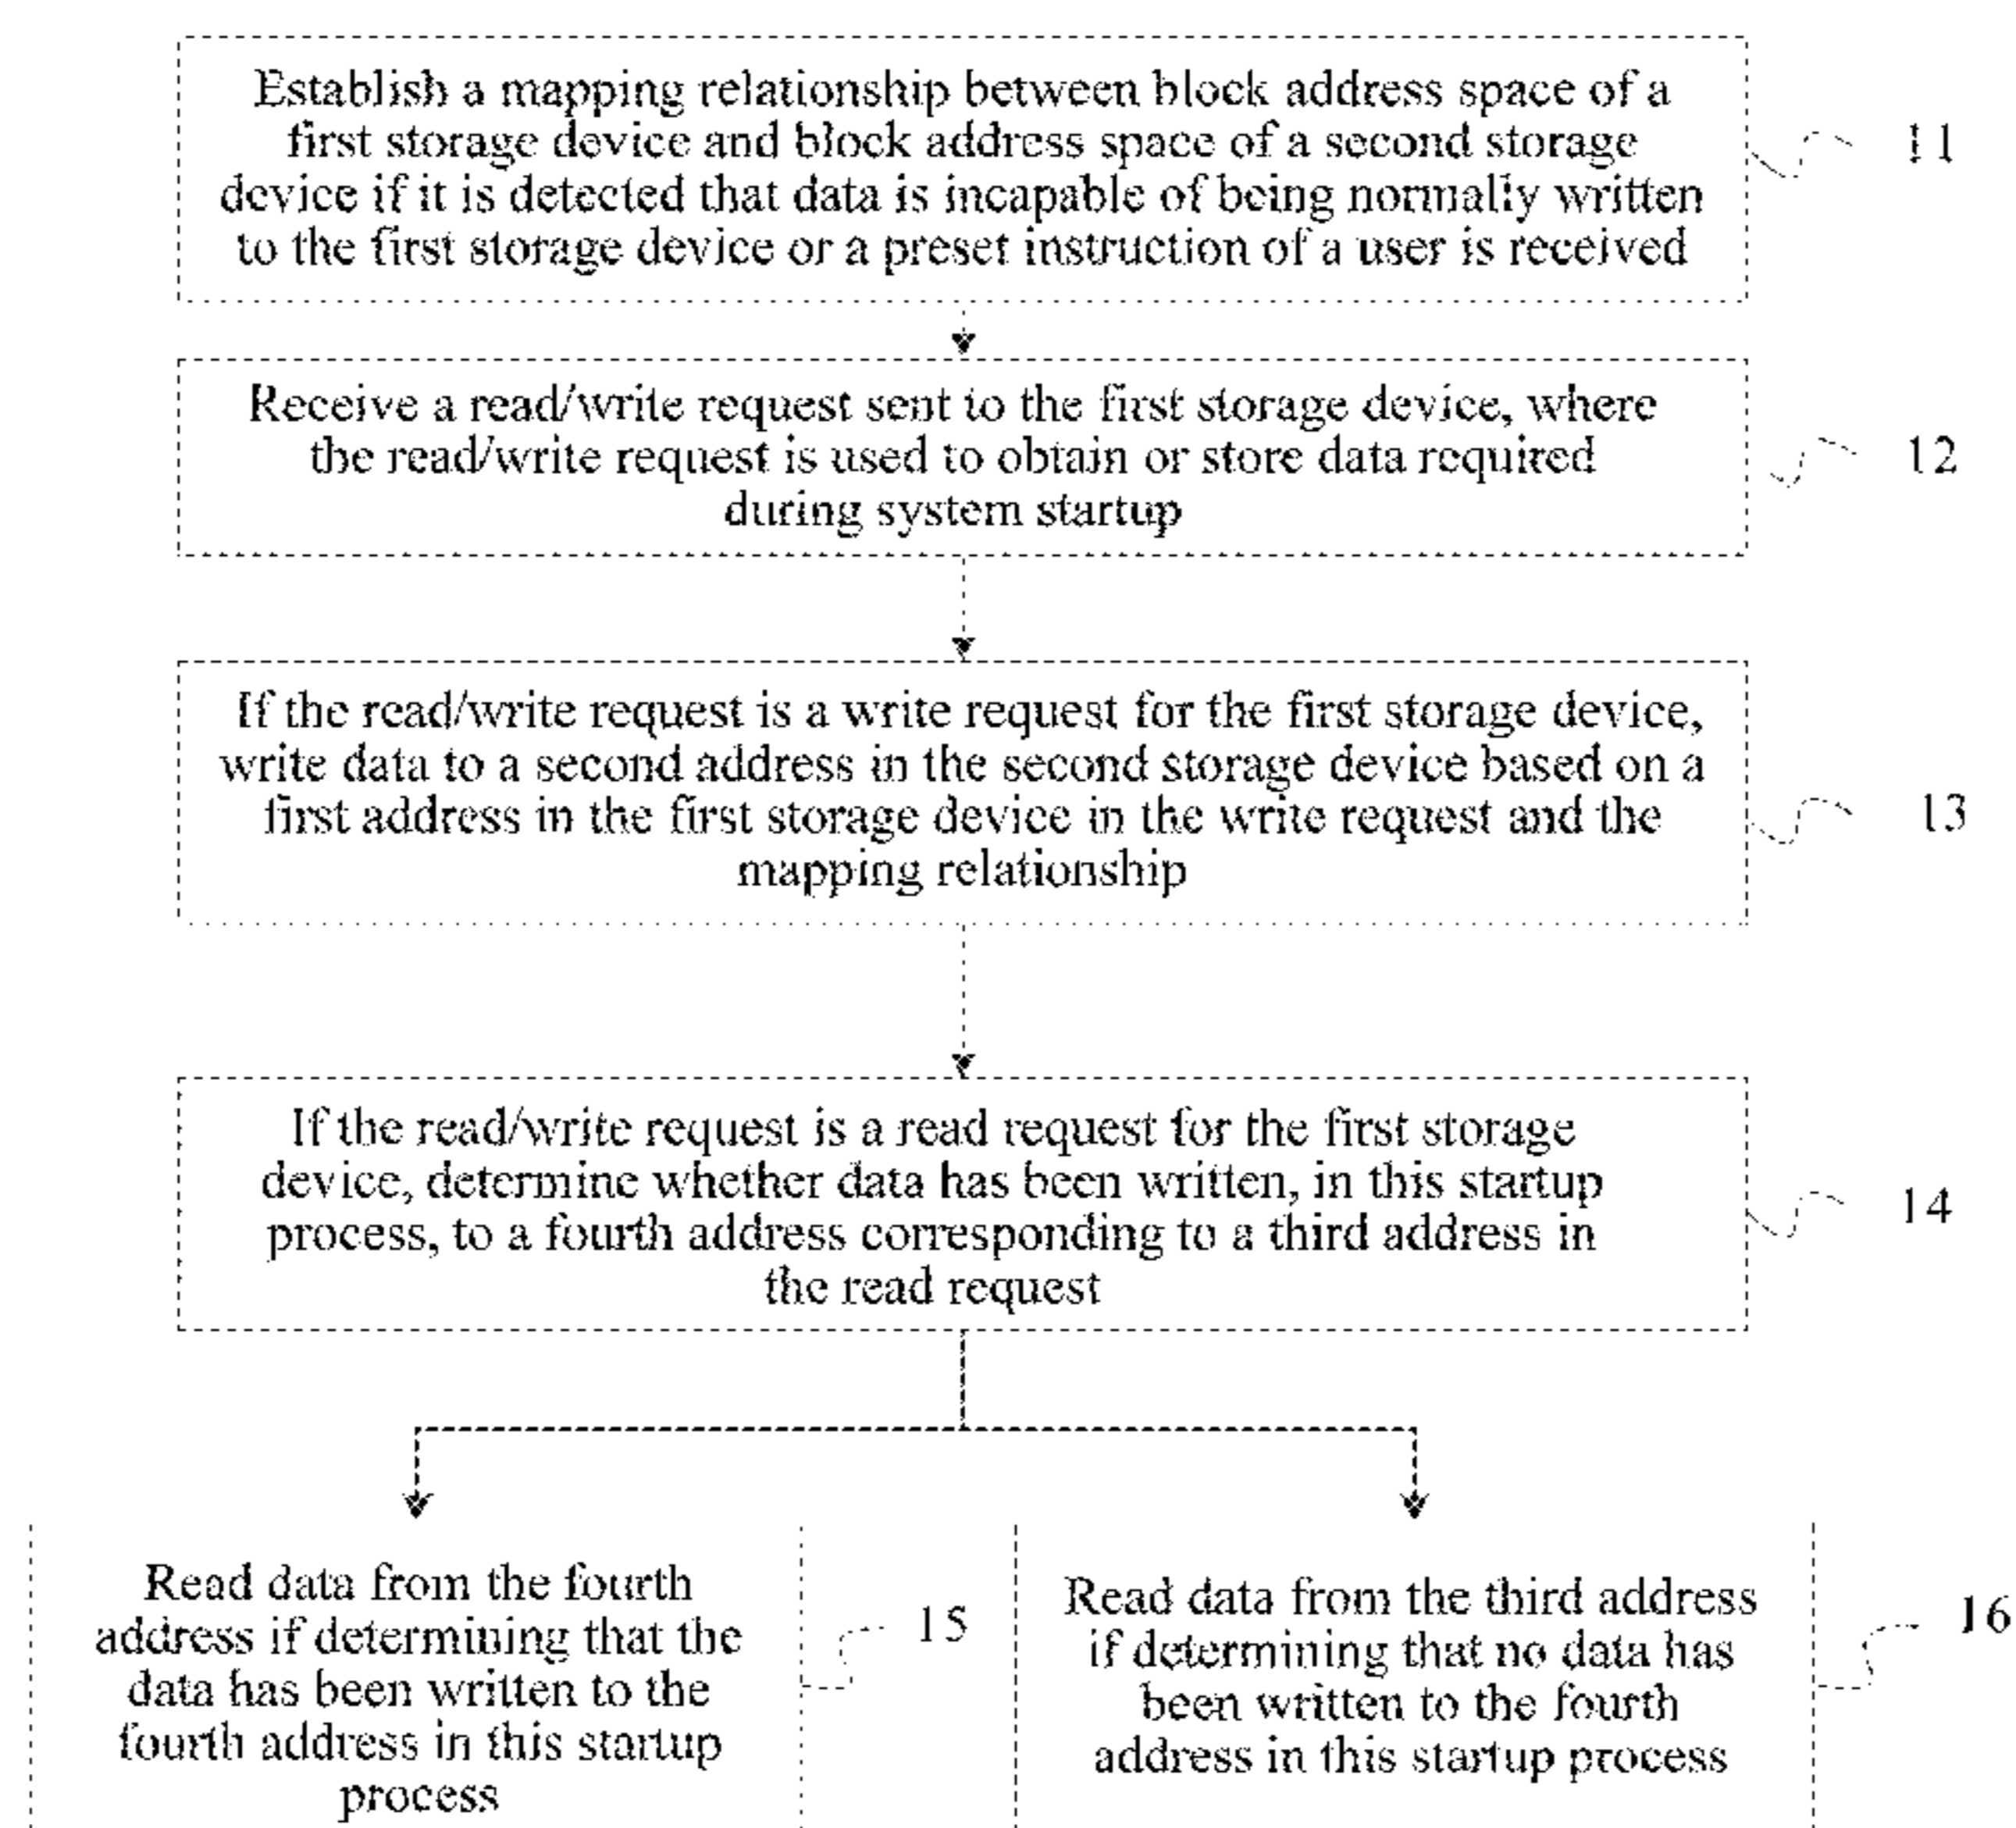 Establish a mapping relationship between block address space of a
first storage device and block address space of a second storage
device if it is detected that data is incapable of being normally written
to the first storage device or a preset instruction of a user is received
11
Receive a read/write request sent to the first storage device, where
the read/write request is used to obtain or store data required
during system startup
12
If the read/write request is a write request for the first storage device,
write data to a second address in the second storage device based on a
first address in the first storage device in the write request and the
mapping relationship
13
If the read/write request is a read request for the first storage
device, determine whether data has been written, in this startup
process, to a fourth address corresponding to a third address in
the read request
14
Read data from the fourth
address if determining that the
data has been written to the
fourth address in this startup
process
15
Read data from the third address
if determining that no data has
been written to the fourth
address in this startup process
16